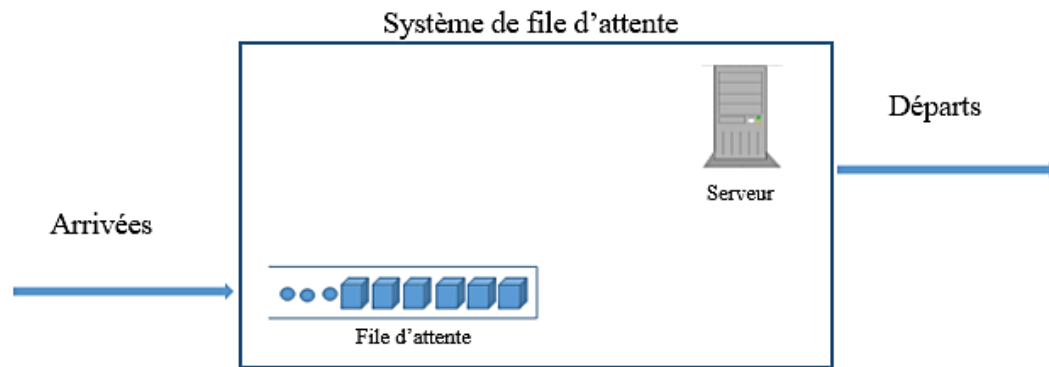 Système de file d’attente
Départs
Serveur
Arrivées
File d’attente